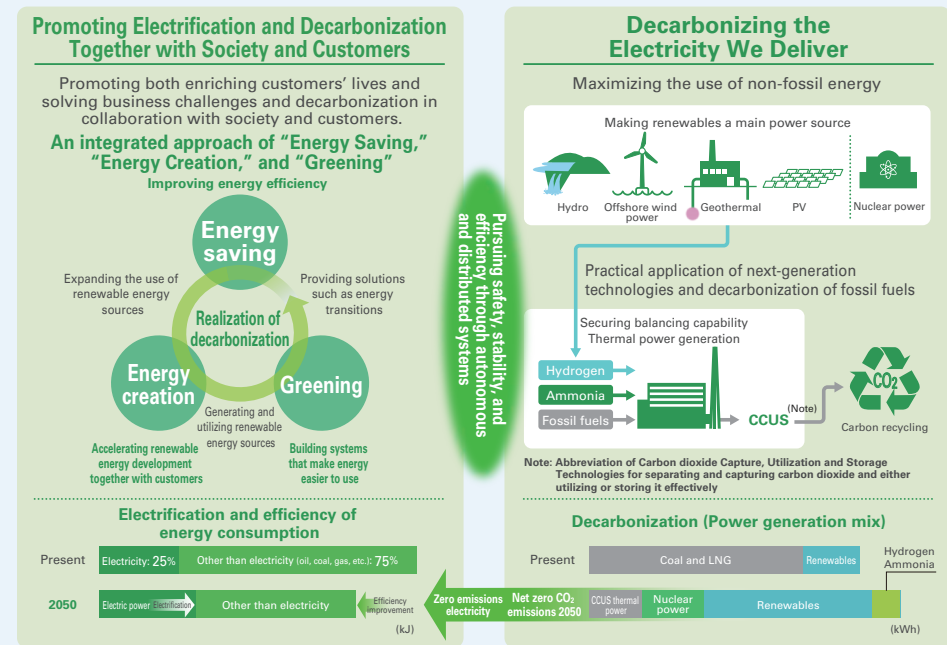 Promoting Electrification and Decarbonization
Together with Society and Customers
Promoting both enriching customers’ lives and
solving business challenges and decarbonization in
collaboration with society and customers.
An integrated approach of “Energy Saving,”
“Energy Creation,” and “Greening”
Improving energy efficiency
Energy
saving
Expanding the use of
renewable energy
sources
Providing solutions
such as energy
transitions
Realization of
decarbonization
Energy
creation
Greening
Generating and
utilizing renewable
energy sources
Accelerating renewable
energy development
together with customers
Building systems
that make energy
easier to use
Electrification and efficiency of
energy consumption
Present
Electricity: 25%
Other than electricity (oil, coal, gas, etc.): 75%
2050
Electric power
Electrification
Other than electricity
Efficiency
improvement
(kJ)
Pursuing safety, stability, and
efficiency through autonomous
and distributed systems
Zero emissions
electricity
Net zero CO₂
emissions 2050
Decarbonizing the
Electricity We Deliver
Maximizing the use of non-fossil energy
Making renewables a main power source
Hydro
Offshore wind
power
Geothermal
PV
Nuclear power
Practical application of next-generation
technologies and decarbonization of fossil fuels
Securing balancing capability
Thermal power generation
Hydrogen
Ammonia
Fossil fuels
CCUS
(Note)
CO₂
Carbon recycling
Note: Abbreviation of Carbon dioxide Capture, Utilization and Storage
Technologies for separating and capturing carbon dioxide and either
utilizing or storing it effectively
Decarbonization (Power generation mix)
Present
Coal and LNG
Renewables
Hydrogen
Ammonia
CCUS thermal
power
Nuclear
power
Renewables
(kWh)